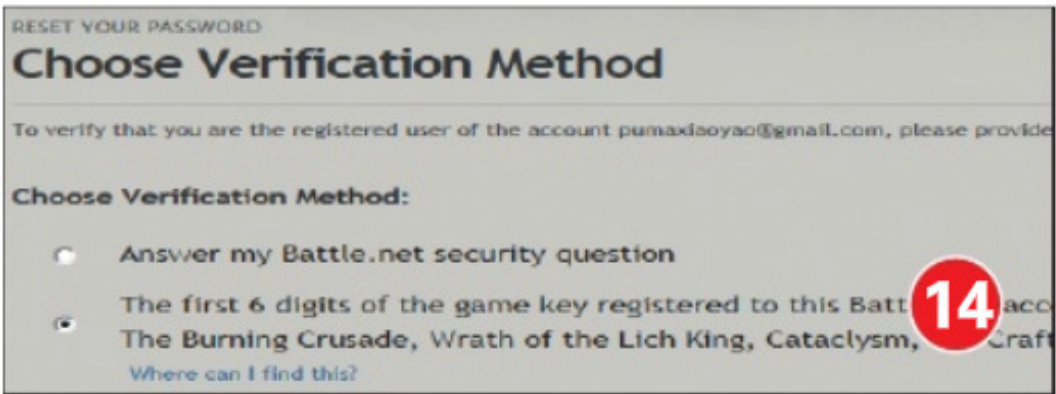 RESET YOUR PASSWORD
Choose Verification Method
To verify that you are the registered user of the account pumaxiaoyao@gmail.com, please provide
Choose Verification Method:
Answer my Battle.net security question
The first 6 digits of the game key registered to this Batt 14 acc
The Burning Crusade, Wrath of the Lich King, Cataclysm, Craft
Where can I find this?